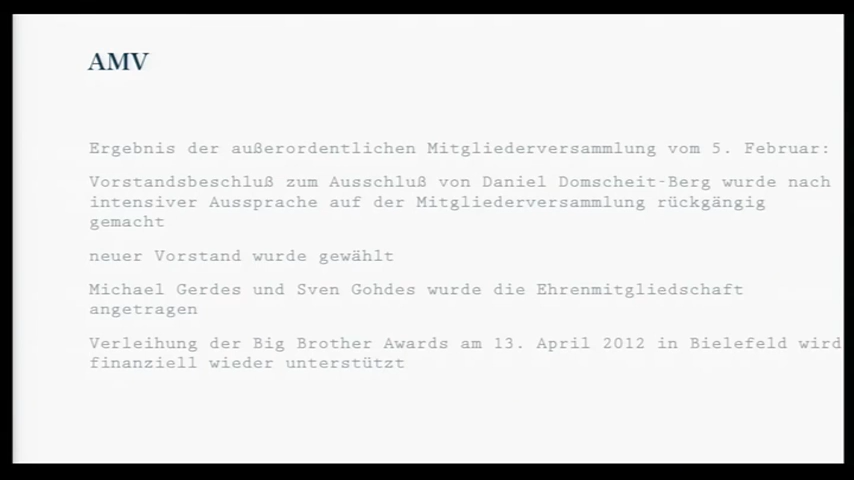 AMV
Ergebnis der außerordentlichen Mitgliederversammlung vom 5. Februar:
Vorstandsbeschluß zum Ausschluß von Daniel Domscheit-Berg wurde nach
intensiver Aussprache auf der Mitgliederversammlung rückgängig
gemacht
neuer Vorstand wurde gewählt
Michael Gerdes und Sven Gohdes wurde die Ehrenmitgliedschaft
angetragen
Verleihung der Big Brother Awards am 13. April 2012 in Bielefeld wird
finanziell wieder unterstützt